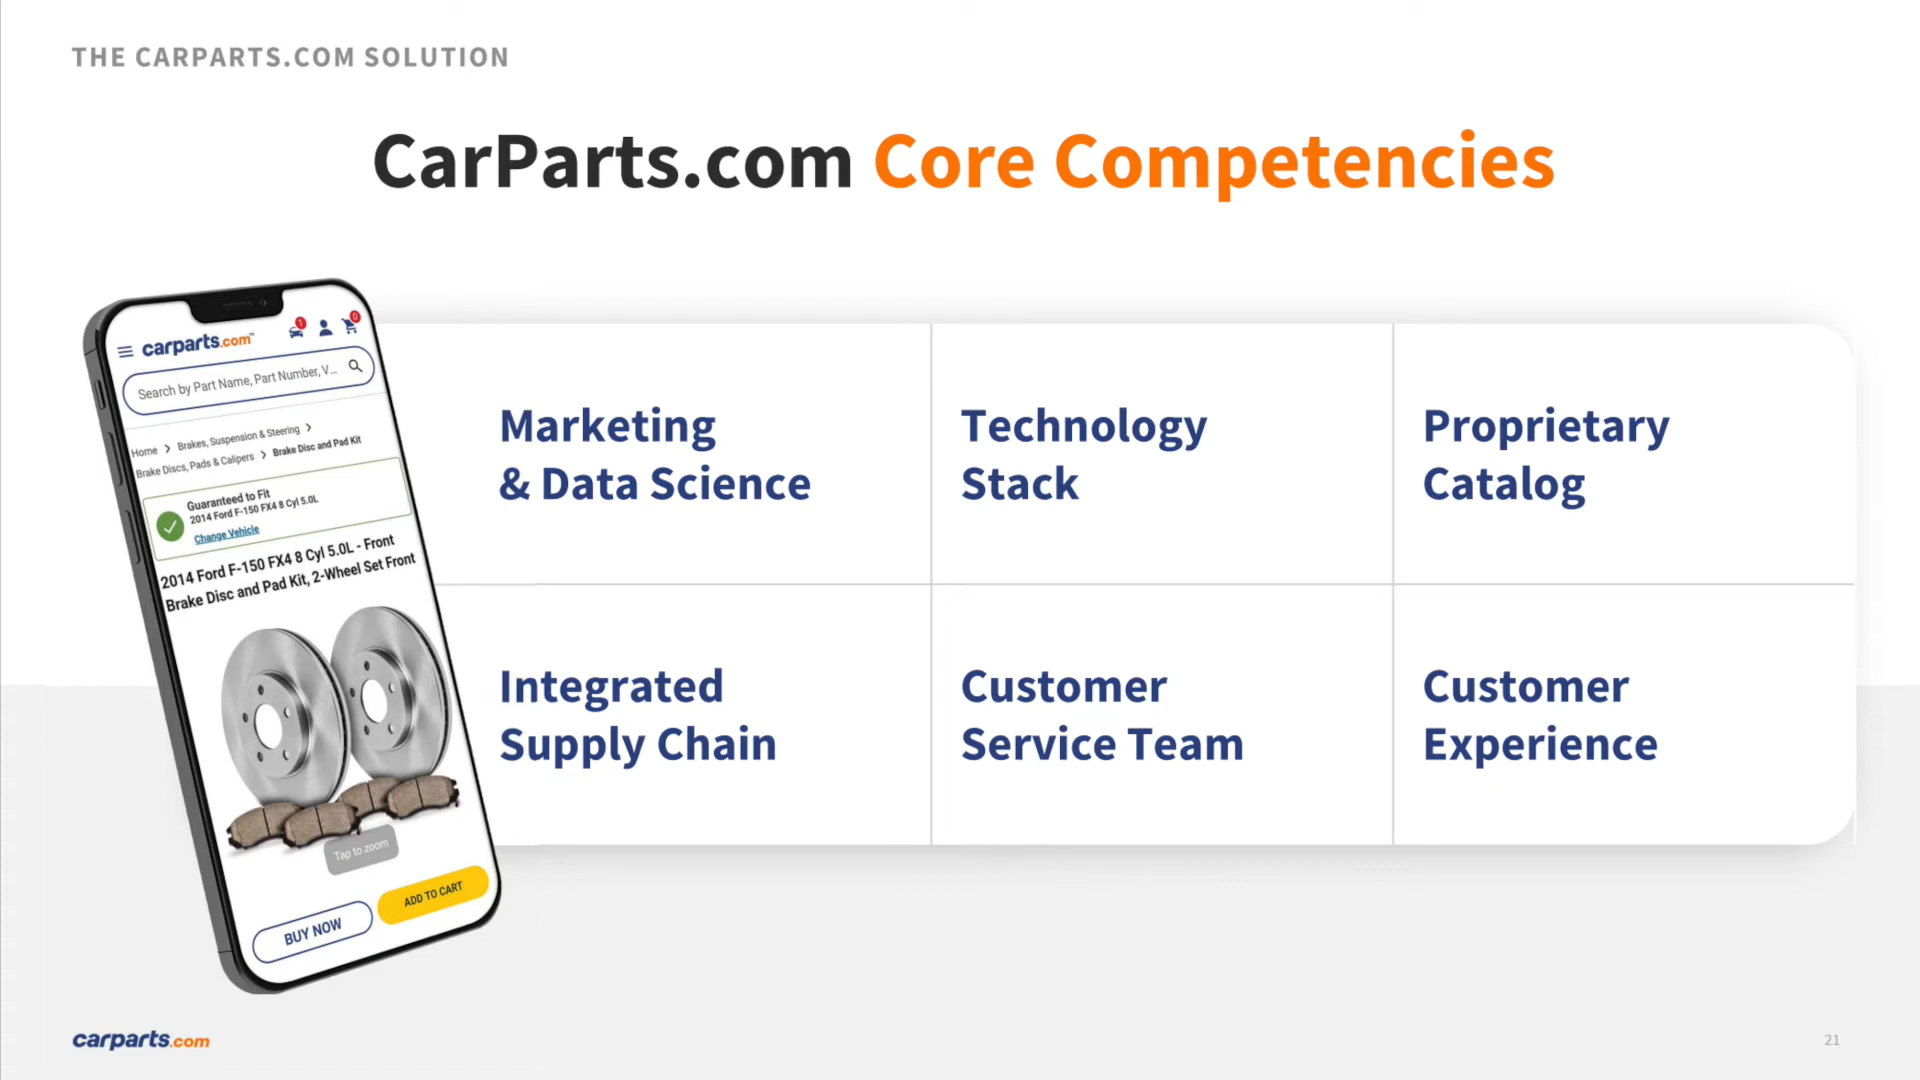 THE CARPARTS.COM SOLUTION
CarParts.com Core Competencies
carparts.com™
1
0
Search by Part Name, Part Number, V...
Home > Brakes, Suspension & Steering >
Brake Discs, Pads & Calipers > Brake Disc and Pad Kit
Guaranteed to Fit
2014 Ford F-150 FX4 8 Cyl 5.0L
Change Vehicle
2014 Ford F-150 FX4 8 Cyl 5.0L - Front
Brake Disc and Pad Kit, 2-Wheel Set Front
Tap to zoom
BUY NOW
ADD TO CART
Marketing
& Data Science
Technology
Stack
Proprietary
Catalog
Integrated
Supply Chain
Customer
Service Team
Customer
Experience
carparts.com
21